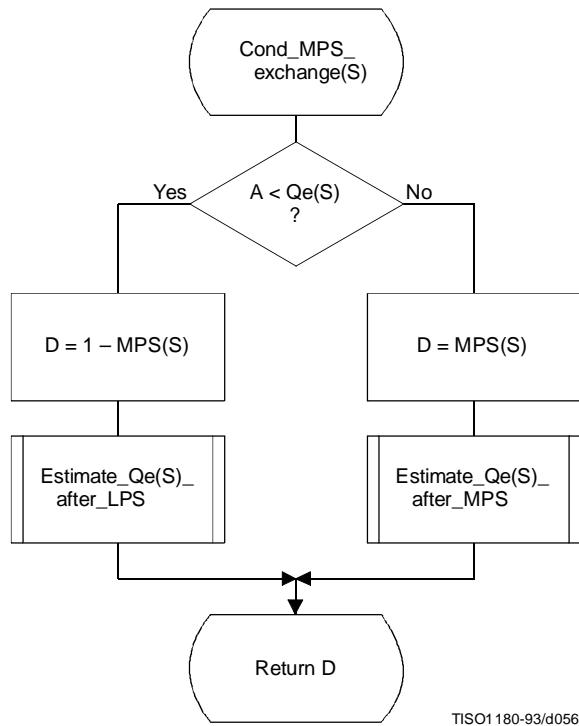 Cond_MPS_
exchange(S)
A < Qe(S)
?
Yes
No
D = 1 – MPS(S)
D = MPS(S)
Estimate_Qe(S)_
after_LPS
Estimate_Qe(S)_
after_MPS
Return D
TISO1180-93/d056